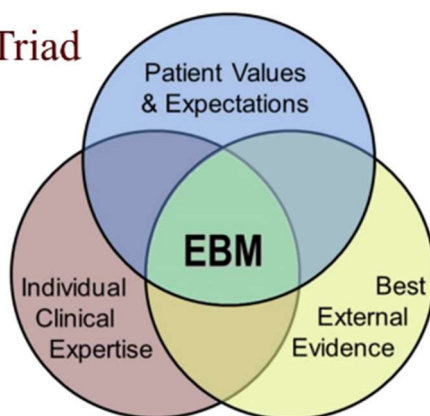 Triad
Patient Values
& Expectations
EBM
Individual
Clinical
Expertise
Best
External
Evidence